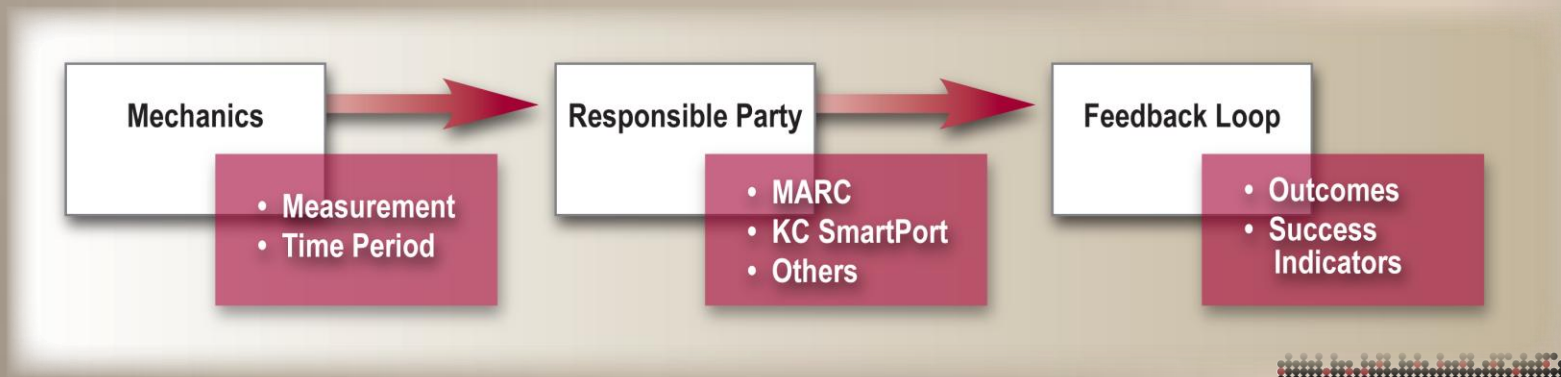 Mechanics
• Measurement
• Time Period
Responsible Party
• MARC
• KC SmartPort
• Others
Feedback Loop
• Outcomes
• Success
Indicators